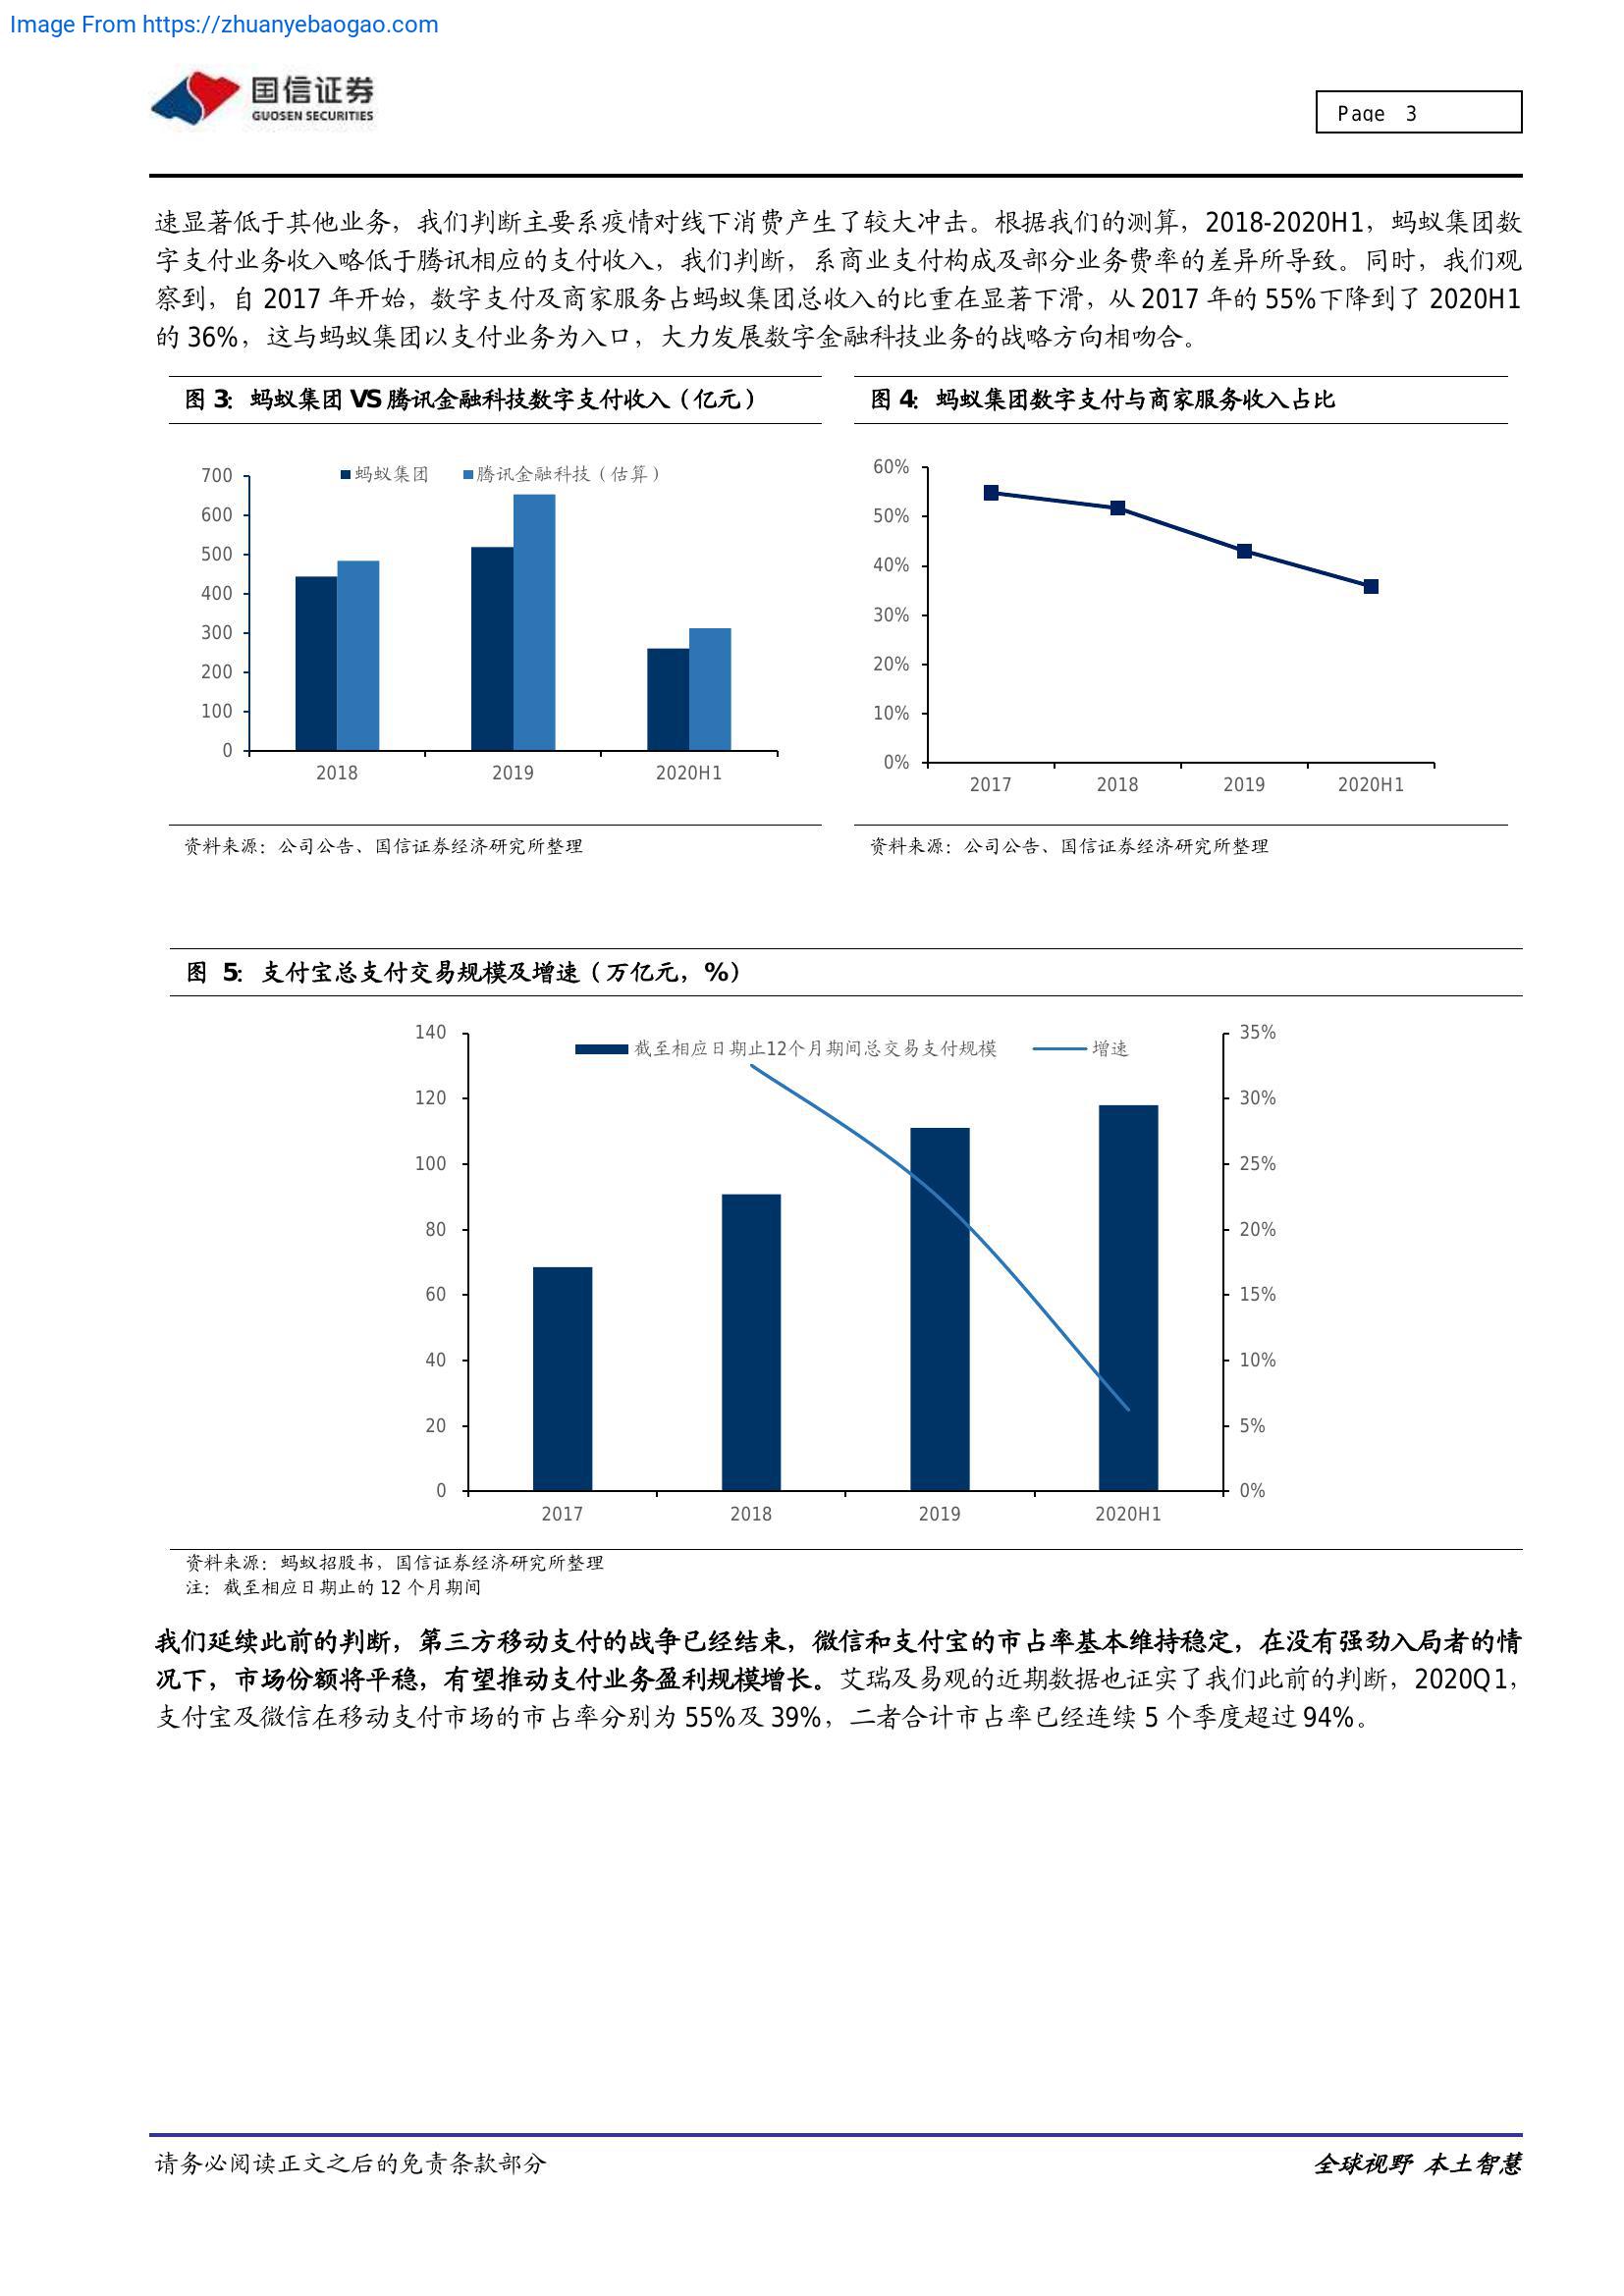 Image From https://zhuanyebaogao.com
国信证券
GUOSEN SECURITIES
Page 3
速显著低于其他业务，我们判断主要系疫情对线下消费产生了较大冲击。根据我们的测算，2018-2020H1，蚂蚁集团数
字支付业务收入略低于腾讯相应的支付收入，我们判断，系商业支付构成及部分业务费率的差异所导致。同时，我们观
察到，自 2017 年开始，数字支付及商家服务占蚂蚁集团总收入的比重在显著下滑，从 2017 年的 55%下降到了 2020H1
的 36%，这与蚂蚁集团以支付业务为入口，大力发展数字金融科技业务的战略方向相吻合。
图 3：蚂蚁集团 VS 腾讯金融科技数字支付收入（亿元）
蚂蚁集团 腾讯金融科技（估算）
700
600
500
400
300
200
100
0
2018 2019 2020H1
资料来源：公司公告、国信证券经济研究所整理
图 4：蚂蚁集团数字支付与商家服务收入占比
60%
50%
40%
30%
20%
10%
0%
2017 2018 2019 2020H1
资料来源：公司公告、国信证券经济研究所整理
图 5：支付宝总支付交易规模及增速（万亿元，%）
截至相应日期止12个月期间总交易支付规模 增速
140 35%
120 30%
100 25%
80 20%
60 15%
40 10%
20 5%
0 0%
2017 2018 2019 2020H1
资料来源：蚂蚁招股书，国信证券经济研究所整理
注：截至相应日期止的 12 个月期间
我们延续此前的判断，第三方移动支付的战争已经结束，微信和支付宝的市占率基本维持稳定，在没有强劲入局者的情
况下，市场份额将平稳，有望推动支付业务盈利规模增长。艾瑞及易观的近期数据也证实了我们此前的判断，2020Q1，
支付宝及微信在移动支付市场的市占率分别为 55%及 39%，二者合计市占率已经连续 5 个季度超过 94%。
请务必阅读正文之后的免责条款部分
全球视野 本土智慧